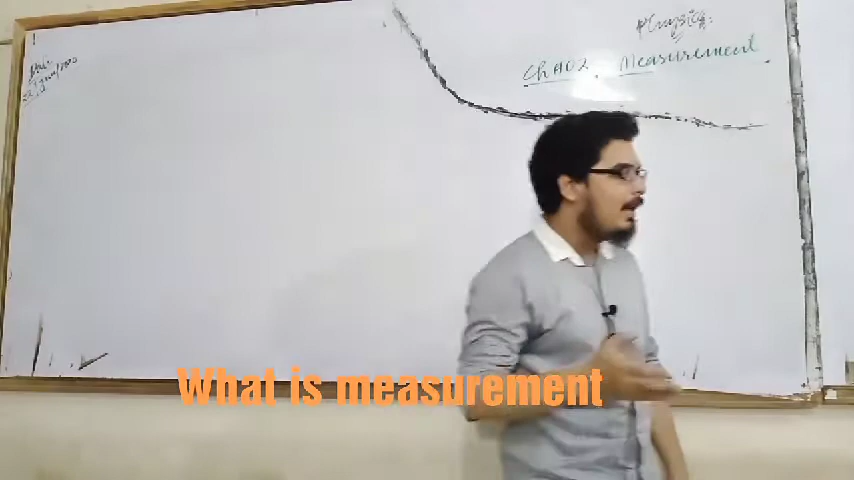 Physics.
Ch#02. Measurement.
What is measurement